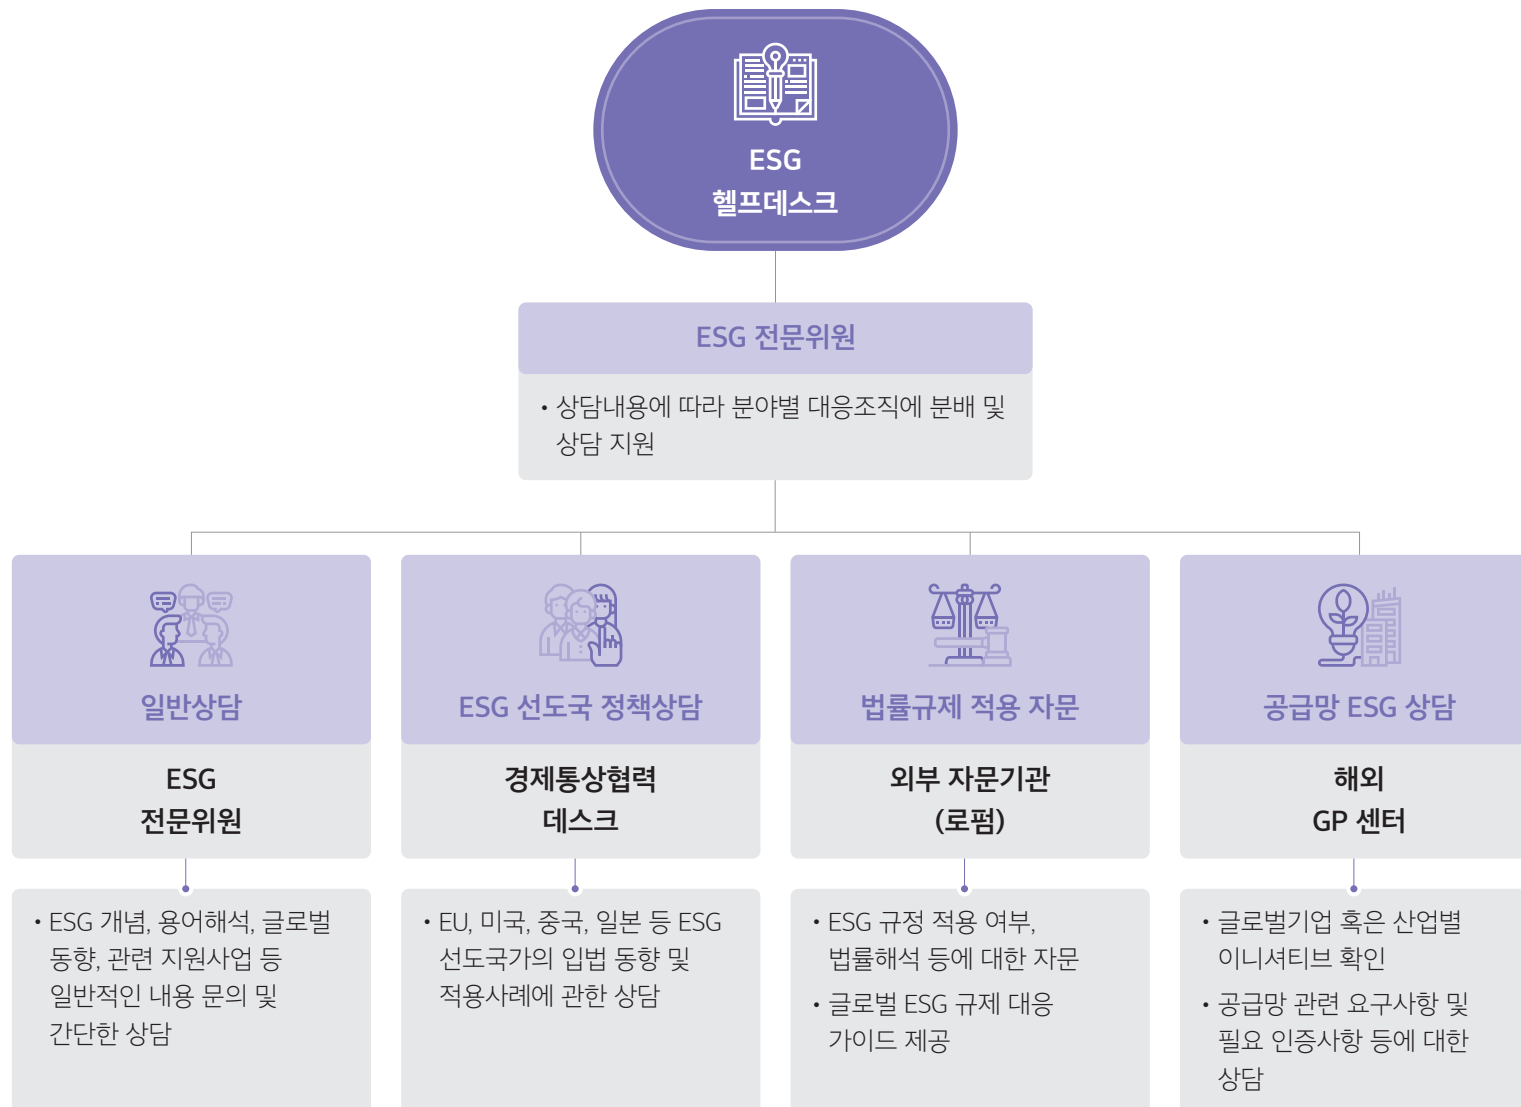 ESG
헬프데스크
ESG 전문위원
• 상담내용에 따라 분야별 대응조직에 분배 및
상담 지원
일반상담
ESG
전문위원
• ESG 개념, 용어해석, 글로벌
동향, 관련 지원사업 등
일반적인 내용 문의 및
간단한 상담
ESG 선도국 정책상담
경제통상협력
데스크
• EU, 미국, 중국, 일본 등 ESG
선도국가의 입법 동향 및
적용사례에 관한 상담
법률규제 적용 자문
외부 자문기관
(로펌)
• ESG 규정 적용 여부,
법률해석 등에 대한 자문
• 글로벌 ESG 규제 대응
가이드 제공
공급망 ESG 상담
해외
GP 센터
• 글로벌기업 혹은 산업별
이니셔티브 확인
• 공급망 관련 요구사항 및
필요 인증사항 등에 대한
상담